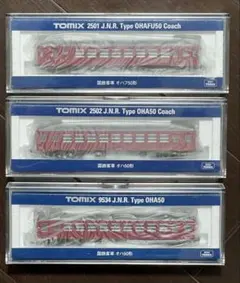 TOMIX 2501 J.N.R. Type OHAFU50 Coach
国鉄客車 オハフ50形
TOMIX 2502 J.N.R. Type OHA50 Coach
国鉄客車 オハ50形
TOMIX 9534 J.N.R. Type OHA50
国鉄客車 オハ50形